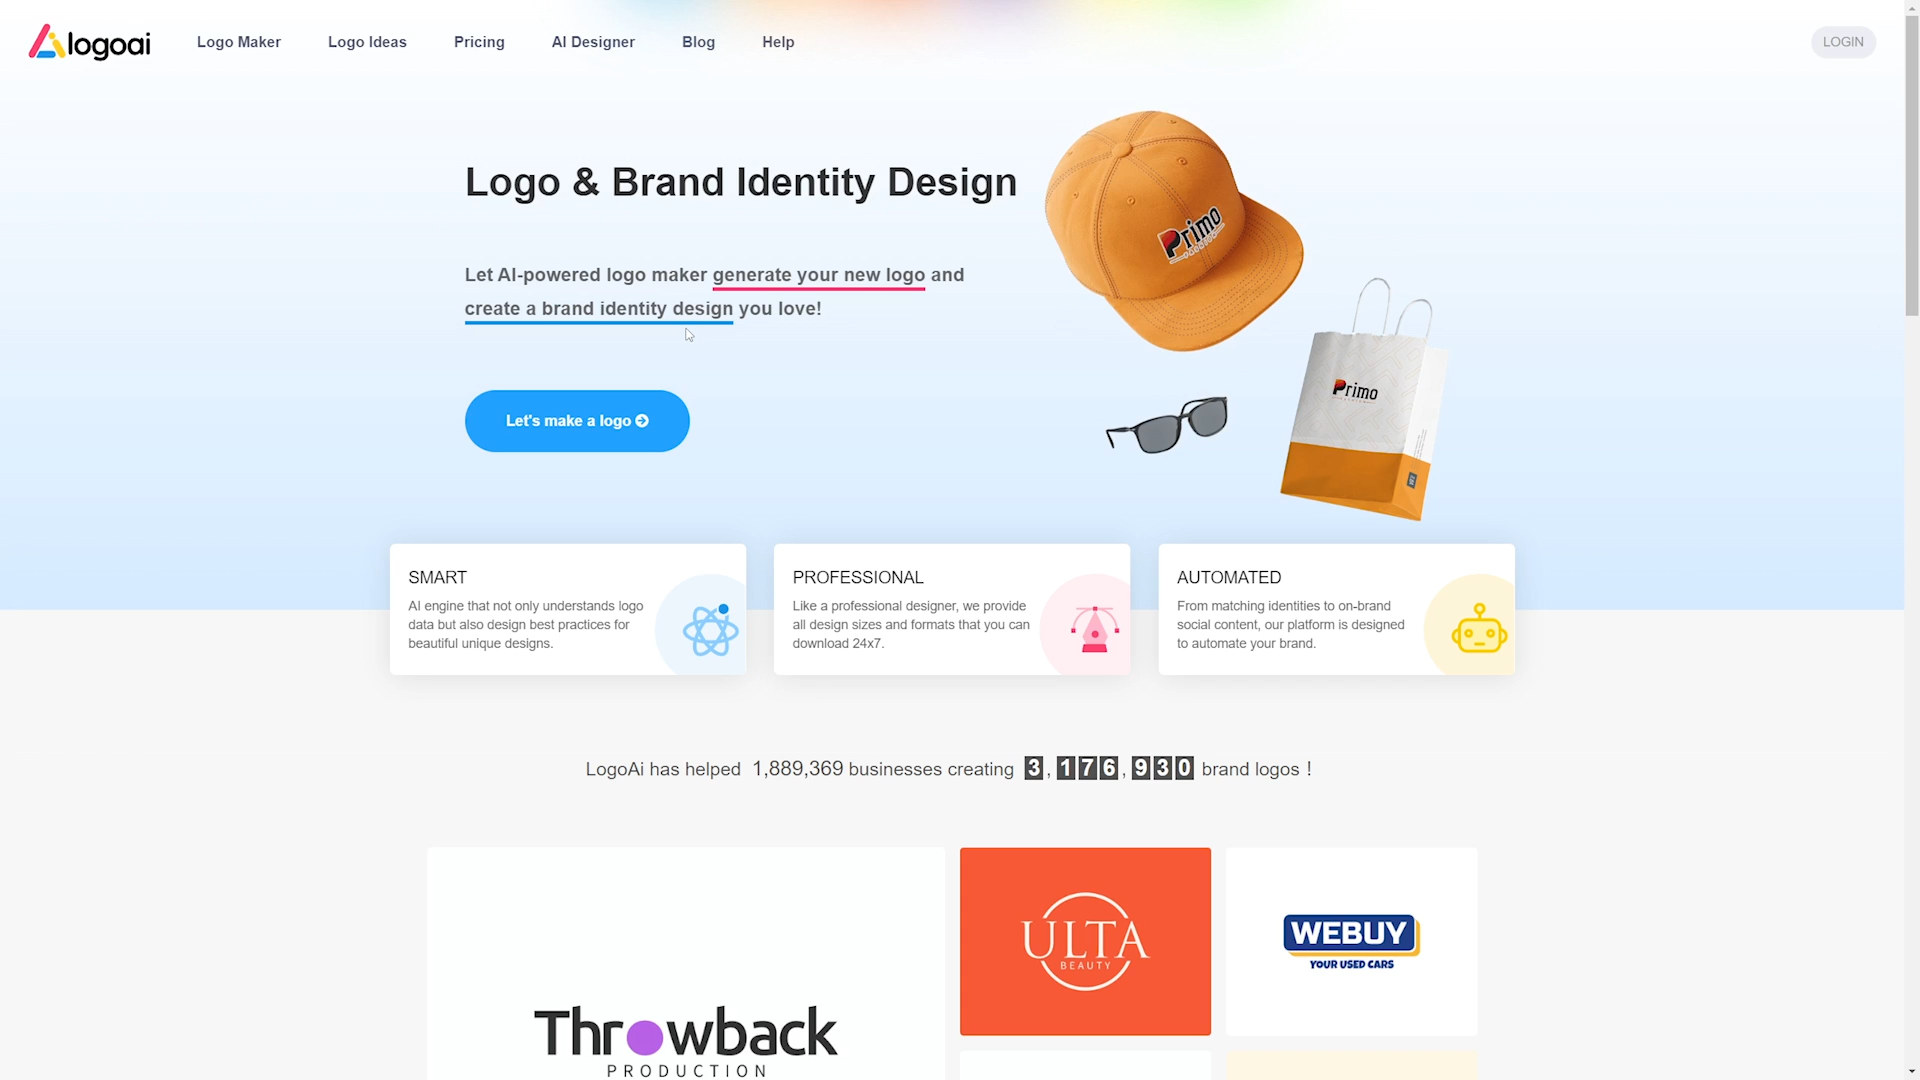 logoai
Logo Maker
Logo Ideas
Pricing
AI Designer
Blog
Help
LOGIN
Logo & Brand Identity Design
Let AI-powered logo maker generate your new logo and
create a brand identity design you love!
Let's make a logo
Primo
Primo
SMART
AI engine that not only understands logo
data but also design best practices for
beautiful unique designs.
PROFESSIONAL
Like a professional designer, we provide
all design sizes and formats that you can
download 24x7.
AUTOMATED
From matching identities to on-brand
social content, our platform is designed
to automate your brand.
LogoAi has helped 1,889,369 businesses creating 3,176,930 brand logos !
ULTA
BEAUTY
WEBUY
YOUR USED CARS
Throwback
PRODUCTION